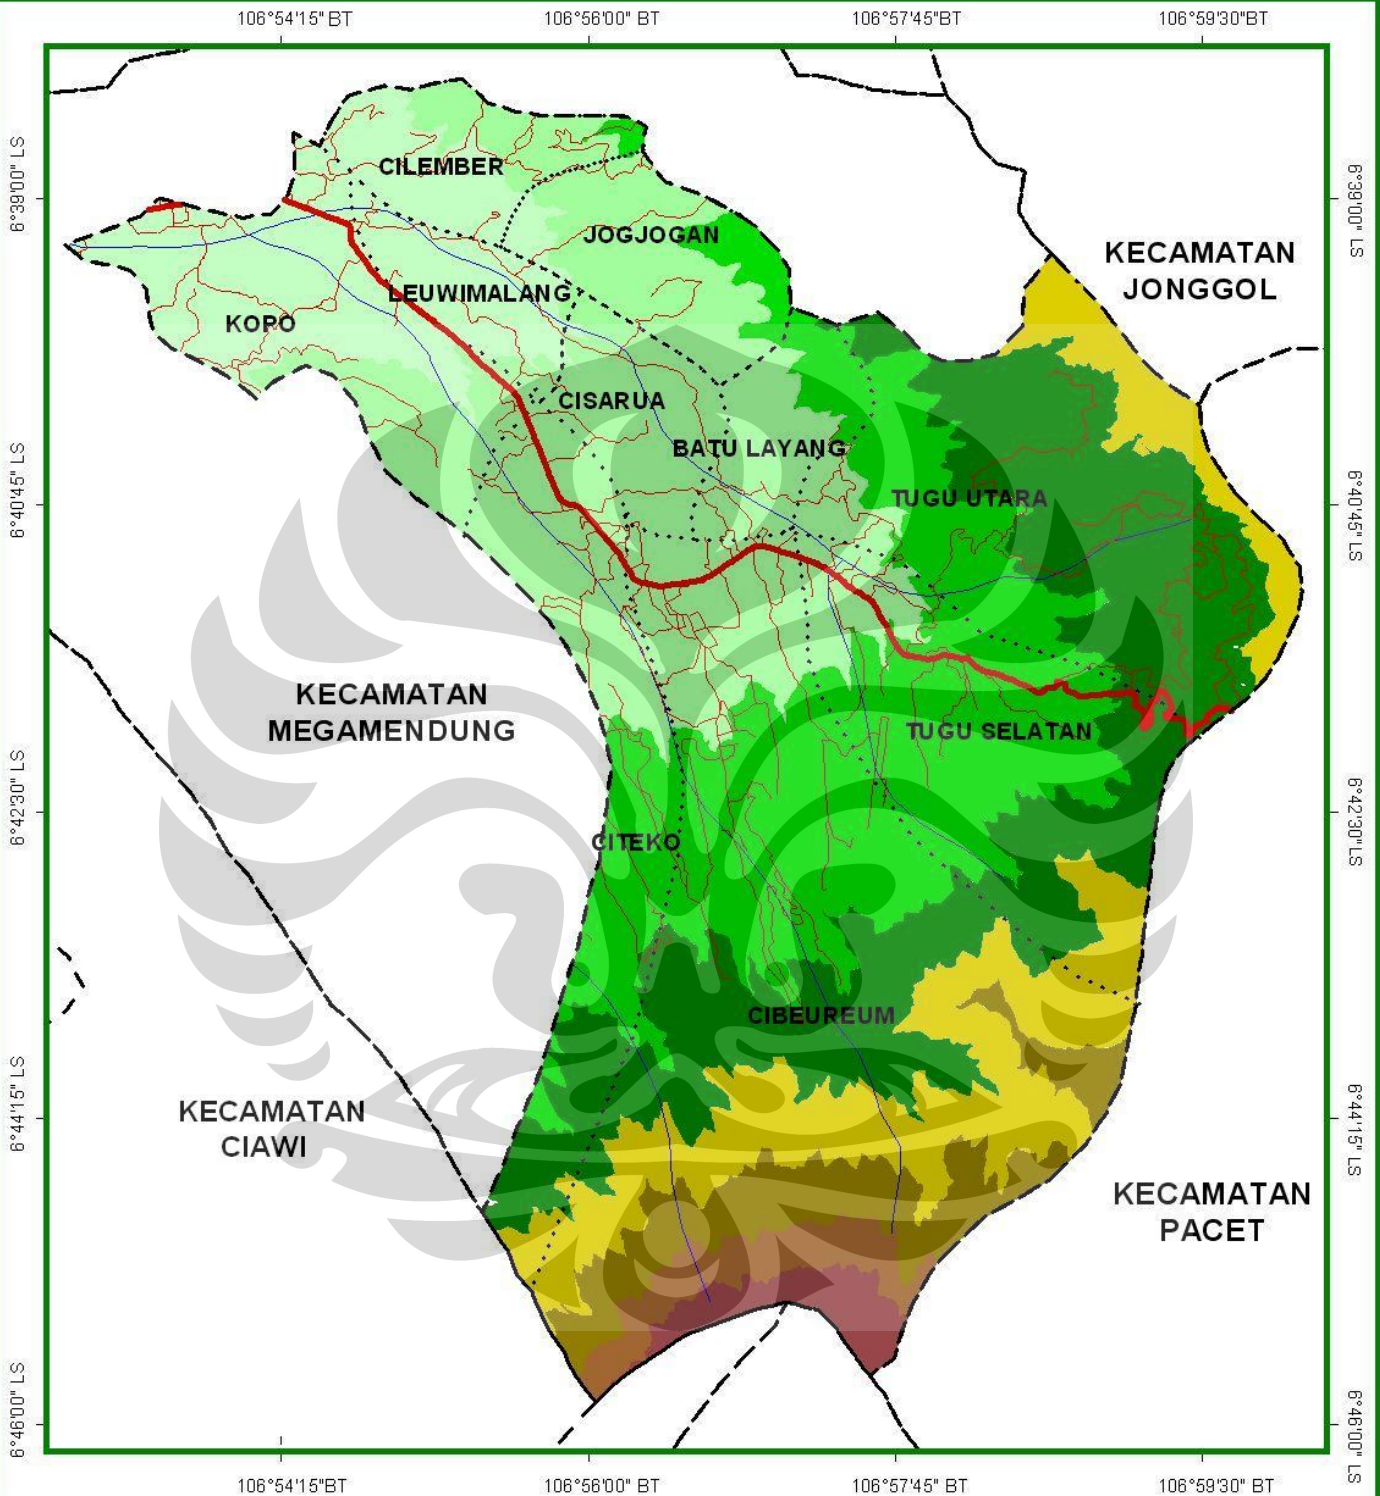 106°54'15" BT
106°56'00" BT
106°57'45" BT
106°59'30"BT
6°39'00" LS
6°39'00" LS
CILEMBER
JOGJOGAN
KECAMATAN
JONGGOL
LEUWIMALANG
KOPO
CISARUA
BATU LAYANG
6°40'45" LS
TUGU UTARA
6°40'45" LS
KECAMATAN
MEGAMENDUNG
TUGU SELATAN
6°42'30" LS
6°42'30"LS
CITEKO
CIBEUREUM
6°44'15" LS
KECAMATAN
CIAWI
6°44'15" LS
KECAMATAN
PACET
6°46'00" LS
6°46'00" LS
106°54'15"BT
106°56'00" BT
106°57'45" BT
106°59'30" BT